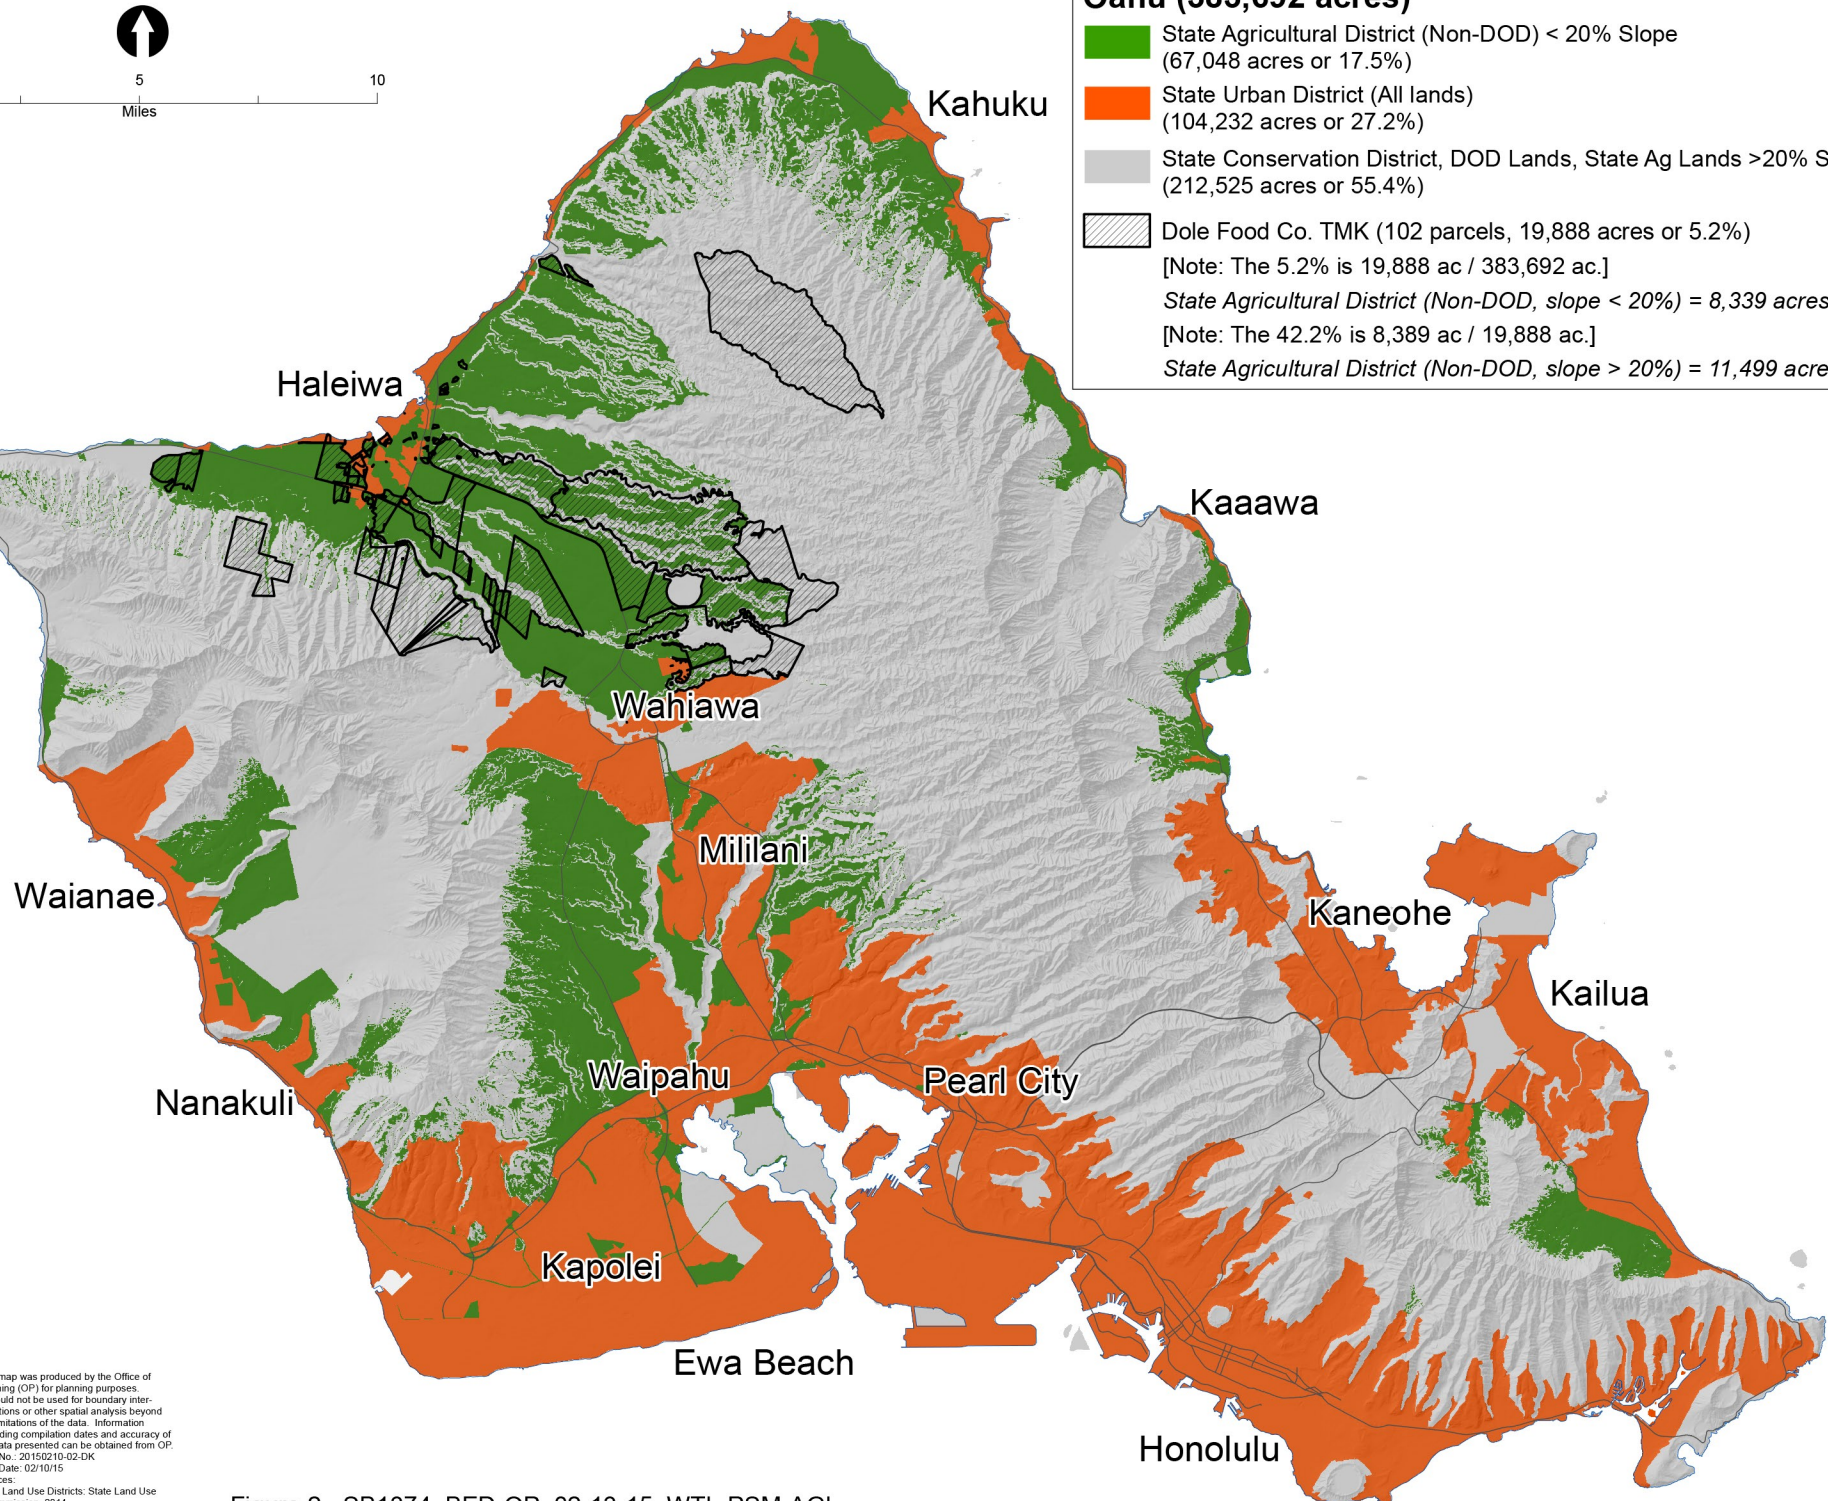 5
10
Miles
State Agricultural District (Non-DOD) < 20% Slope
(67,048 acres or 17.5%)
State Urban District (All lands)
(104,232 acres or 27.2%)
State Conservation District, DOD Lands, State Ag Lands >20% S
(212,525 acres or 55.4%)
Dole Food Co. TMK (102 parcels, 19,888 acres or 5.2%)
[Note: The 5.2% is 19,888 ac / 383,692 ac.]
State Agricultural District (Non-DOD, slope < 20%) = 8,339 acres
[Note: The 42.2% is 8,389 ac / 19,888 ac.]
State Agricultural District (Non-DOD, slope > 20%) = 11,499 acre
Kahuku
Haleiwa
Kaaawa
Wahiawa
Mililani
Waianae
Kaneohe
Kailua
Waipahu
Pearl City
Nanakuli
Kapolei
Ewa Beach
Honolulu
map was produced by the Office of
ing (OP) for planning purposes.
uld not be used for boundary inter-
tions or other spatial analysis beyond
mitations of the data. Information
ding compilation dates and accuracy of
ata presented can be obtained from OP.
No.: 20150210-02-DK
Date: 02/10/15
ces:
Land Use Districts: State Land Use